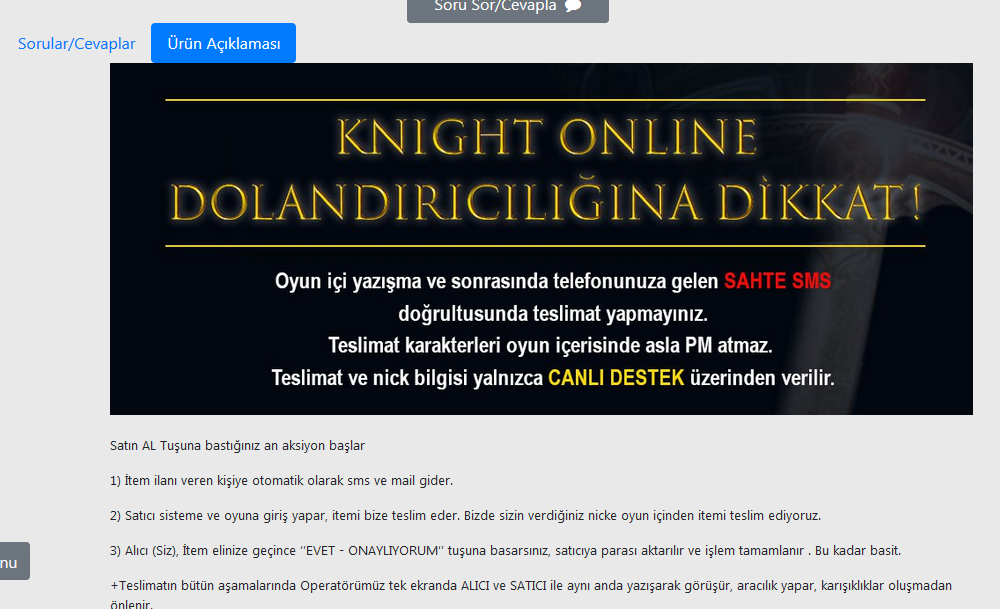 Soru Sor/Cevapla
Sorular/Cevaplar
Ürün Açıklaması
KNIGHT ONLINE
DOLANDIRICILIĞINA DİKKAT!
Oyun içi yazışma ve sonrasında telefonunuza gelen SAHTE SMS
doğrultusunda teslimat yapmayınız.
Teslimat karakterleri oyun içerisinde asla PM atmaz.
Teslimat ve nick bilgisi yalnızca CANLI DESTEK üzerinden verilir.
Satın AL Tuşuna bastığınız an aksiyon başlar
1) İtem ilanı veren kişiye otomatik olarak sms ve mail gider.
2) Satıcı sisteme ve oyuna giriş yapar, itemi bize teslim eder. Bizde sizin verdiğiniz nicke oyun içinden itemi teslim ediyoruz.
3) Alıcı (Siz), İtem elinize geçince ‘‘EVET - ONAYLIYORUM’’ tuşuna basarsınız, satıcıya parası aktarılır ve işlem tamamlanır . Bu kadar basit.
nu
+Teslimatın bütün aşamalarında Operatörümüz tek ekranda ALICI ve SATICI ile aynı anda yazışarak görüşür, aracılık yapar, karışıklıklar oluşmadan
önlenir.